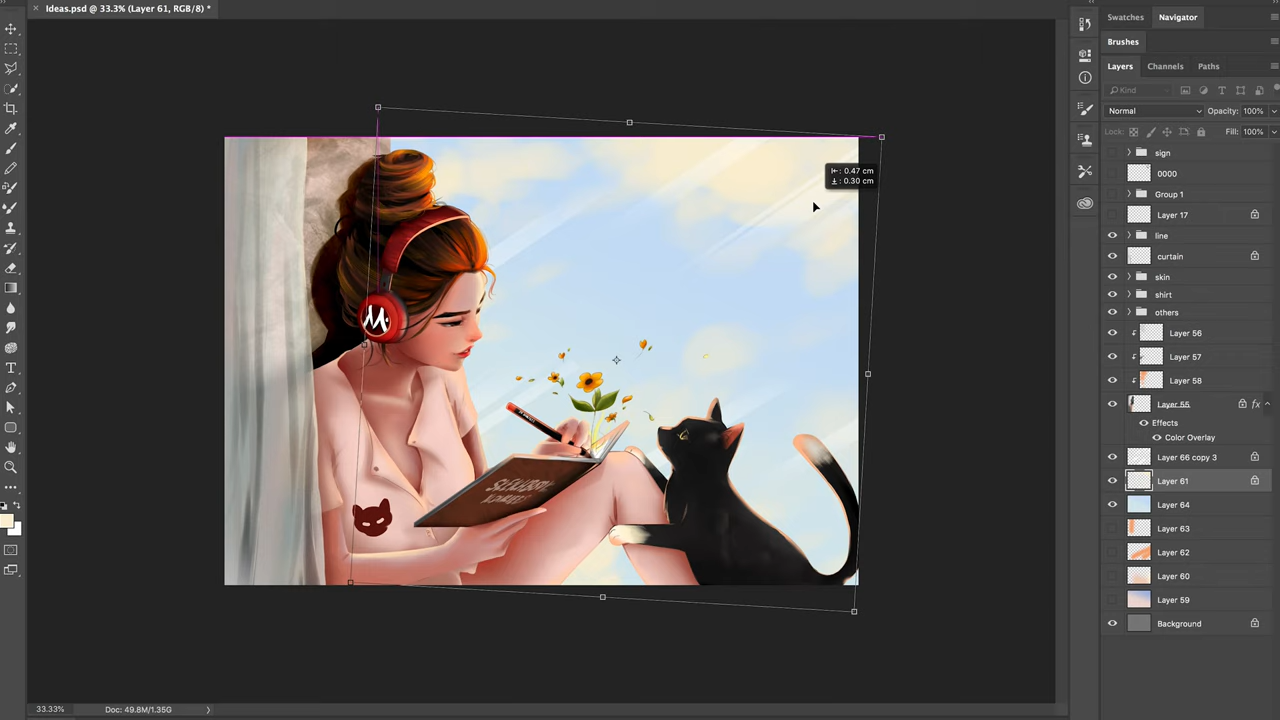 Ideas.psd @ 33.3% (Layer 61, RGB/8) *
Swatches Navigator
Brushes
Layers Channels Paths
Kind
Normal Opacity: 100%
Lock: Fill: 100%
sign
0000
Group 1
Layer 17
line
curtain
skin
shirt
others
Layer 56
Layer 57
Layer 58
Layer 55 fx
Effects
Color Overlay
Layer 66 copy 3
Layer 61
Layer 64
Layer 63
Layer 62
Layer 60
Layer 59
Background
: 0.47 cm
: 0.30 cm
M.
33.33% Doc: 49.8M/1.35G